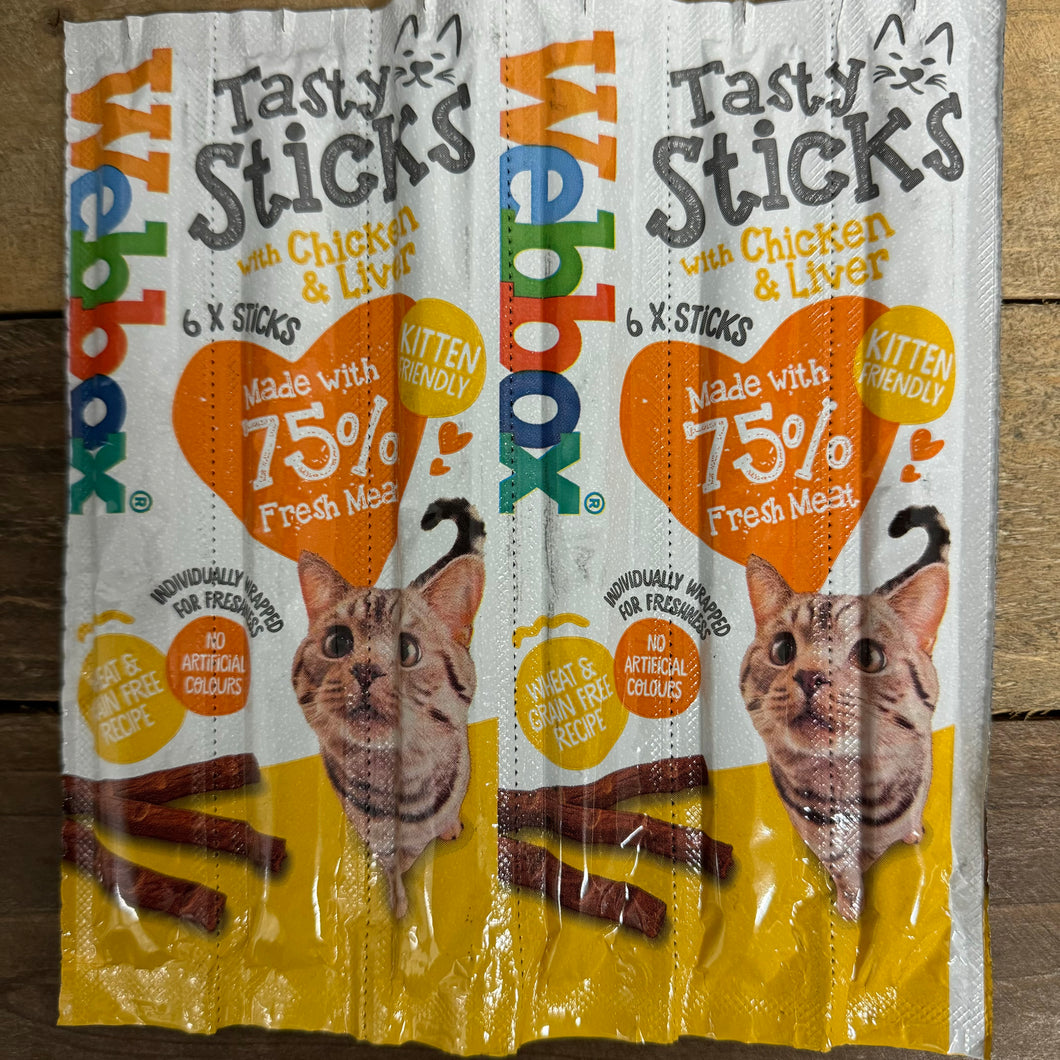 Webbox®
Tasty
Sticks
with Chicken
& Liver
6 X STICKS
KITTEN
FRIENDLY
Made with
75%
Fresh Meat
INDIVIDUALLY WRAPPED
FOR FRESHNESS
NO
ARTIFICIAL
COLOURS
WHEAT &
GRAIN FREE
RECIPE
Webbox®
Tasty
Sticks
with Chicken
& Liver
6 X STICKS
KITTEN
FRIENDLY
Made with
75%
Fresh Meat
INDIVIDUALLY WRAPPED
FOR FRESHNESS
NO
ARTIFICIAL
COLOURS
WHEAT &
GRAIN FREE
RECIPE